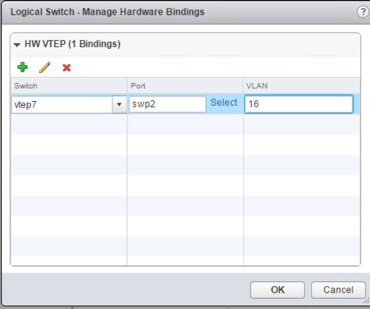 Logical Switch - Manage Hardware Bindings
HW VTEP (1 Bindings)
Switch Port VLAN
vtep7 swp2 Select 16
OK Cancel